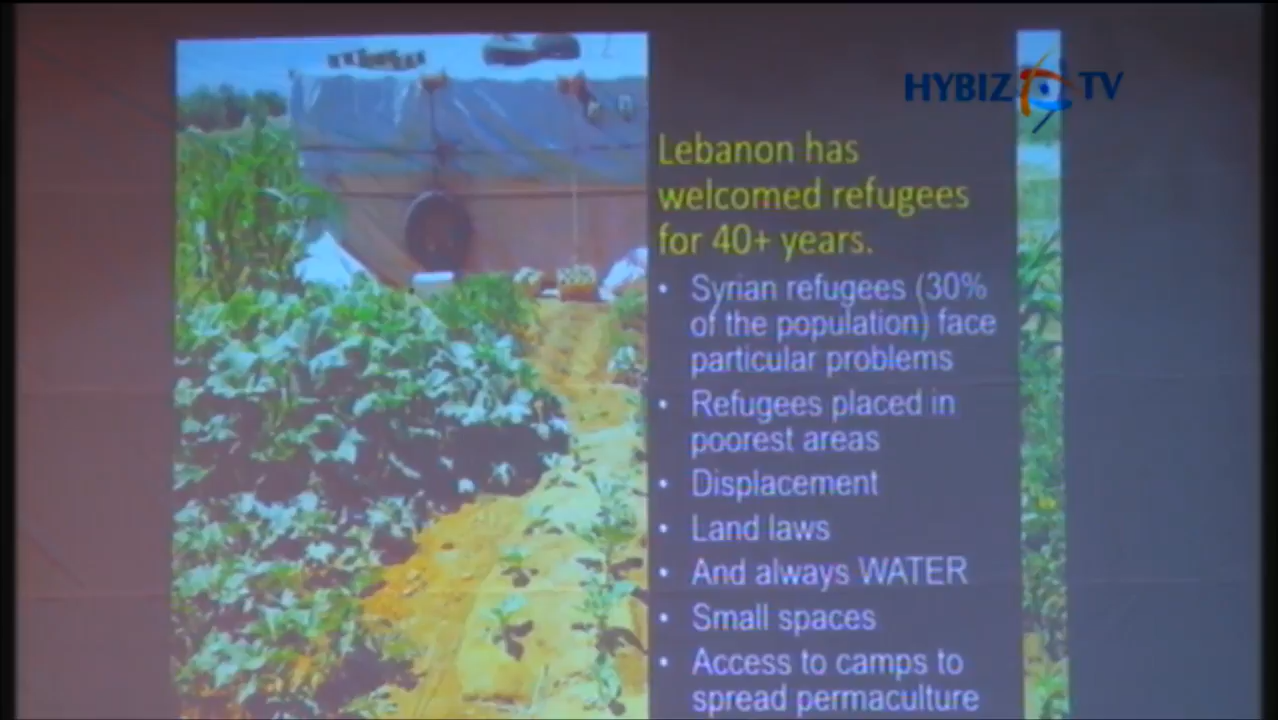 HYBIZ TV
Lebanon has
welcomed refugees
for 40+ years.
• Syrian refugees (30%
of the population) face
particular problems
• Refugees placed in
poorest areas
• Displacement
• Land laws
• And always WATER
• Small spaces
• Access to camps to
spread permaculture